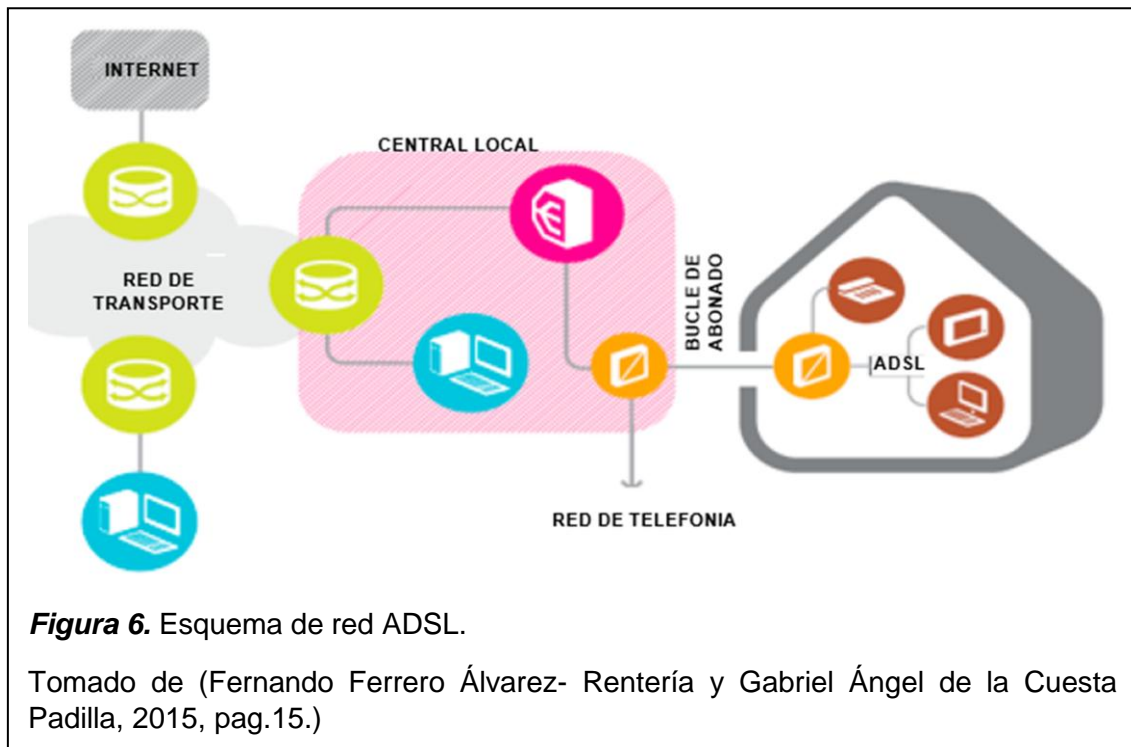 INTERNET
CENTRAL LOCAL
RED DE
TRANSPORTE
BUCLE DE
ABONADO
ADSL
RED DE TELEFONIA
Figura 6. Esquema de red ADSL.
Tomado de (Fernando Ferrero Álvarez- Rentería y Gabriel Ángel de la Cuesta
Padilla, 2015, pag.15.)